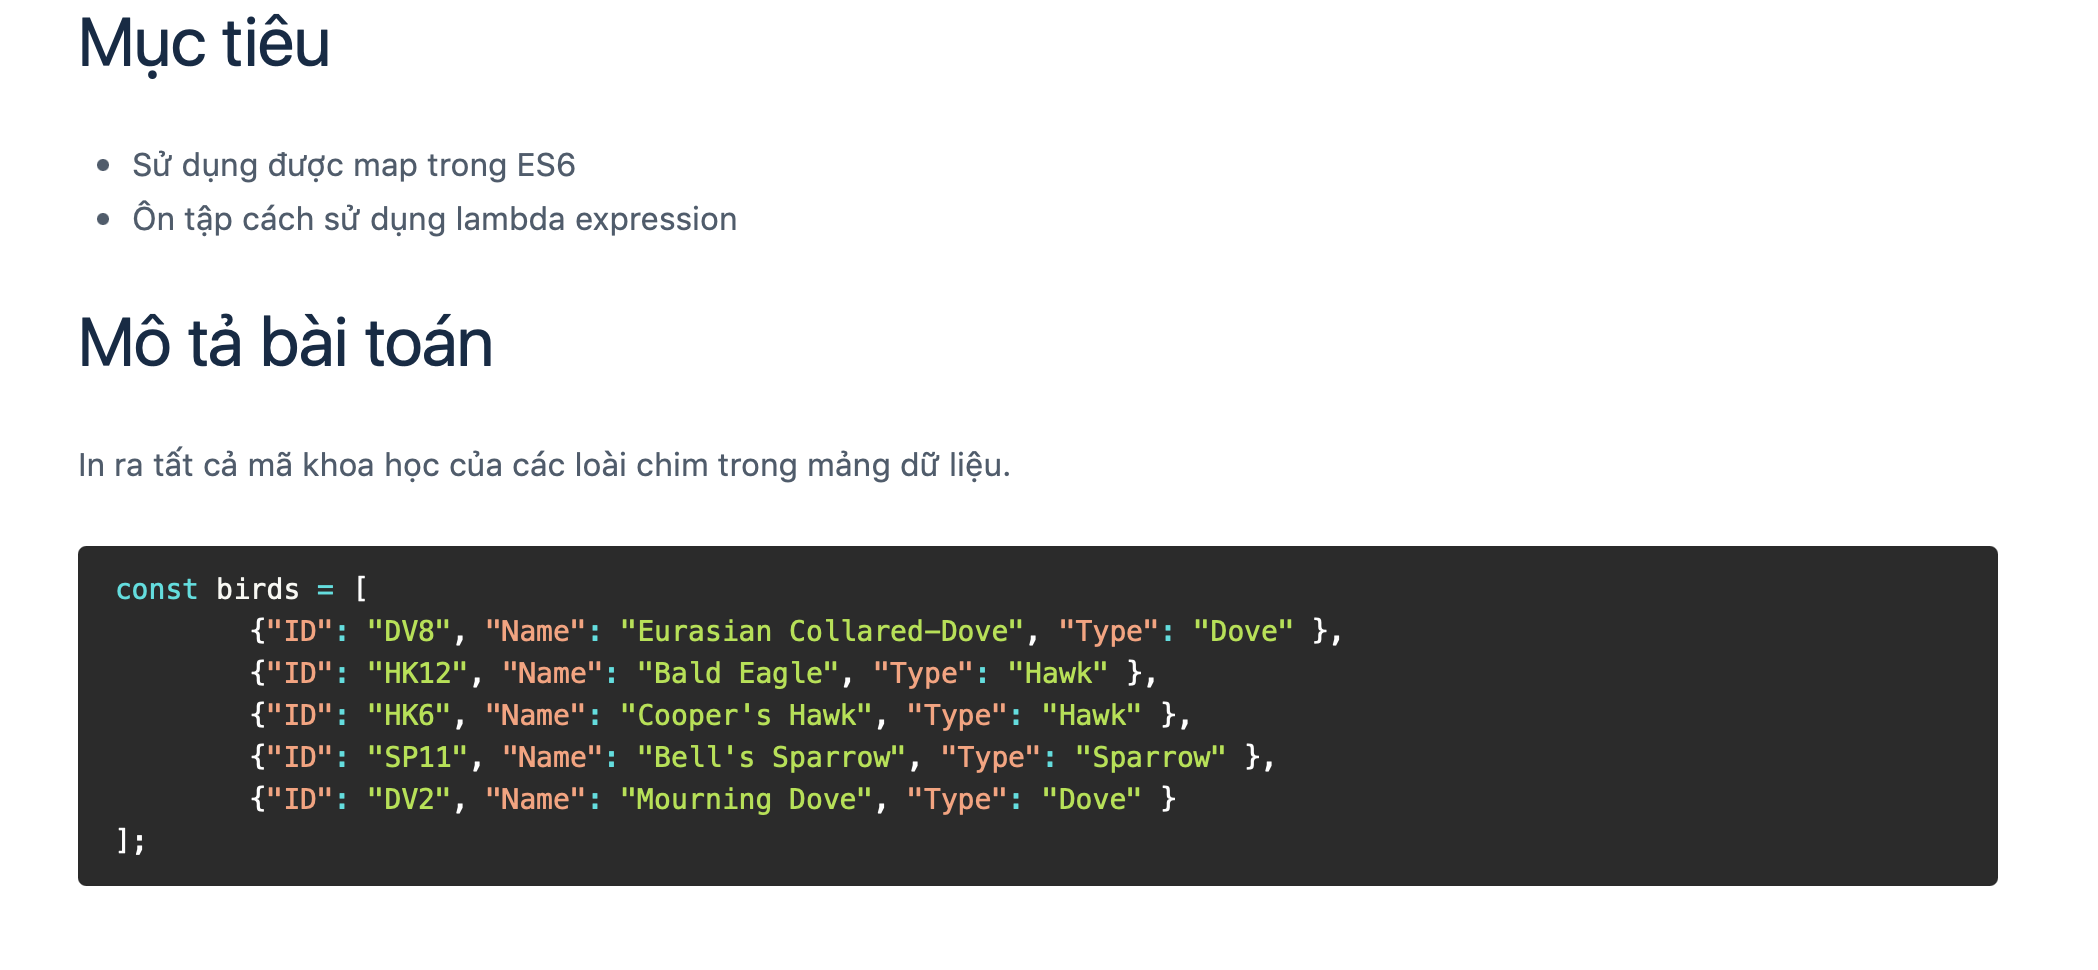 Mục tiêu
Sử dụng được map trong ES6
Ôn tập cách sử dụng lambda expression
Mô tả bài toán
In ra tất cả mã khoa học của các loài chim trong mảng dữ liệu.
const birds = [
{"ID": "DV8", "Name": "Eurasian Collared-Dove", "Type": "Dove" },
{"ID": "HK12", "Name": "Bald Eagle", "Type": "Hawk" },
{"ID": "HK6", "Name": "Cooper's Hawk", "Type": "Hawk" },
{"ID": "SP11", "Name": "Bell's Sparrow", "Type": "Sparrow" },
{"ID": "DV2", "Name": "Mourning Dove", "Type": "Dove" }
];